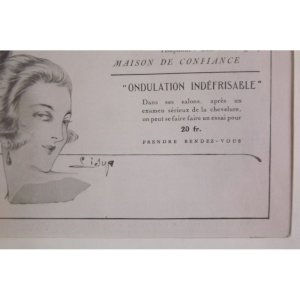 MAISON DE CONFIANCE
"ONDULATION INDÉFRISABLE"
Dans ses salons, après un
examen sérieux de la chevelure,
on peut se faire faire un essai pour
20 fr.
PRENDRE RENDEZ-VOUS